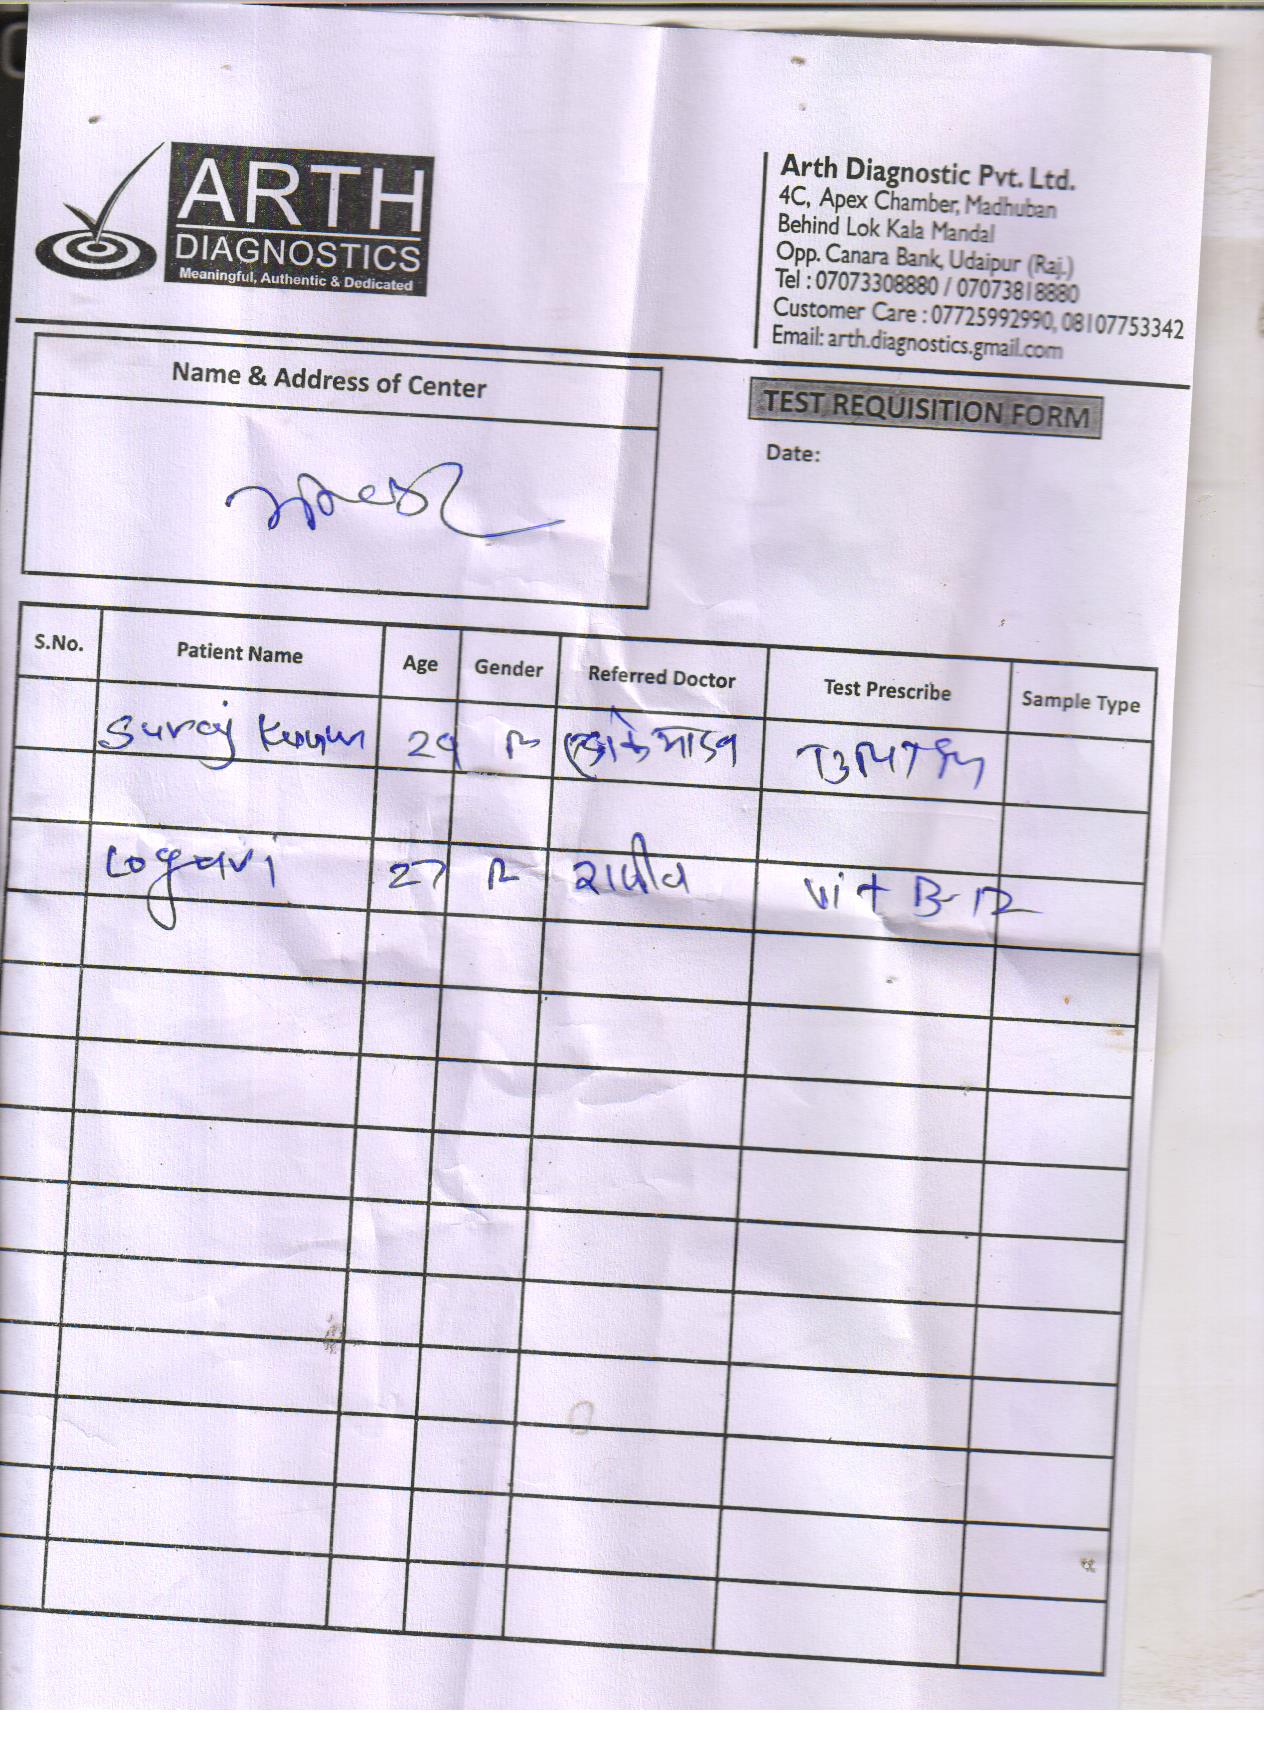 ARTH
DIAGNOSTICS
Meaningful, Authentic & Dedicated
Arth Diagnostic Pvt. Ltd.
4C, Apex Chamber, Madhuban
Behind Lok Kala Mandal
Opp. Canara Bank, Udaipur (Raj.)
Tel : 07073308880 / 07073818880
Customer Care : 07725992990, 08107753342
Email: arth.diagnostics.gmail.com
Name & Address of Center
TEST REQUISITION FORM
Date:
S.No. Patient Name Age Gender Referred Doctor Test Prescribe Sample Type
Suraj 29
27 Vit B-12